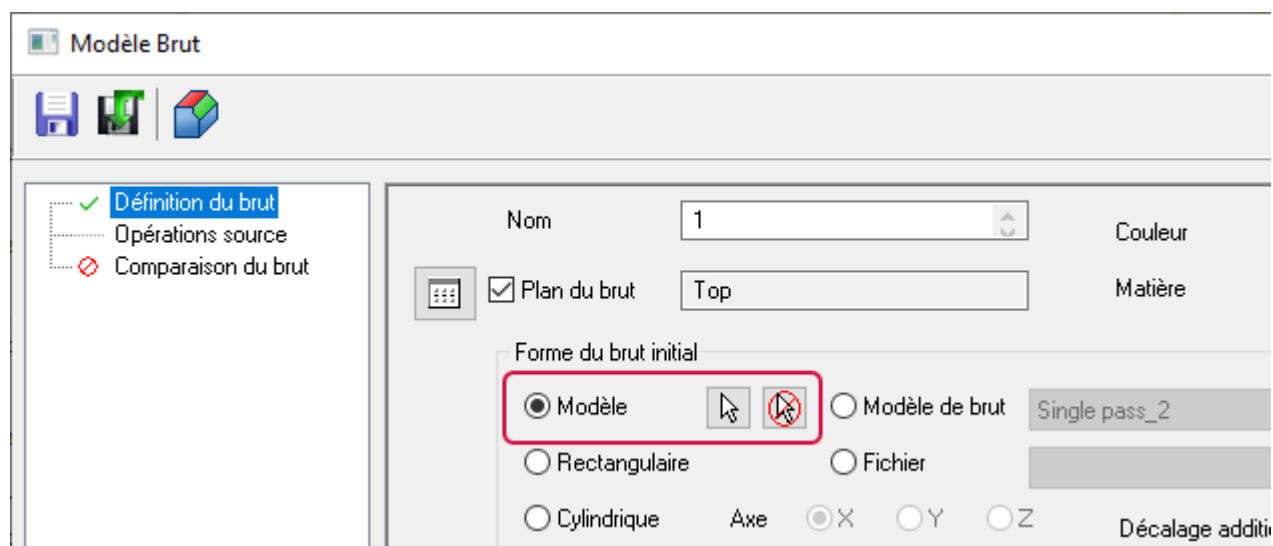 Modèle Brut
Définition du brut
Opérations source
Comparaison du brut
Nom 1 Couleur
Plan du brut Top Matière
Forme du brut initial
Modèle Modèle de brut Single pass_2
Rectangulaire Fichier
Cylindrique Axe X Y Z Décalage additi